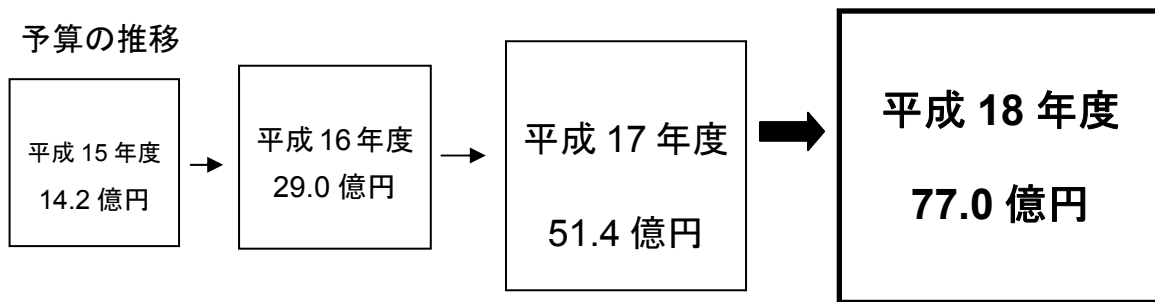 予算の推移
平成 15 年度
14.2 億円
平成 16 年度
29.0 億円
平成 17 年度
51.4 億円
平成 18 年度
77.0 億円